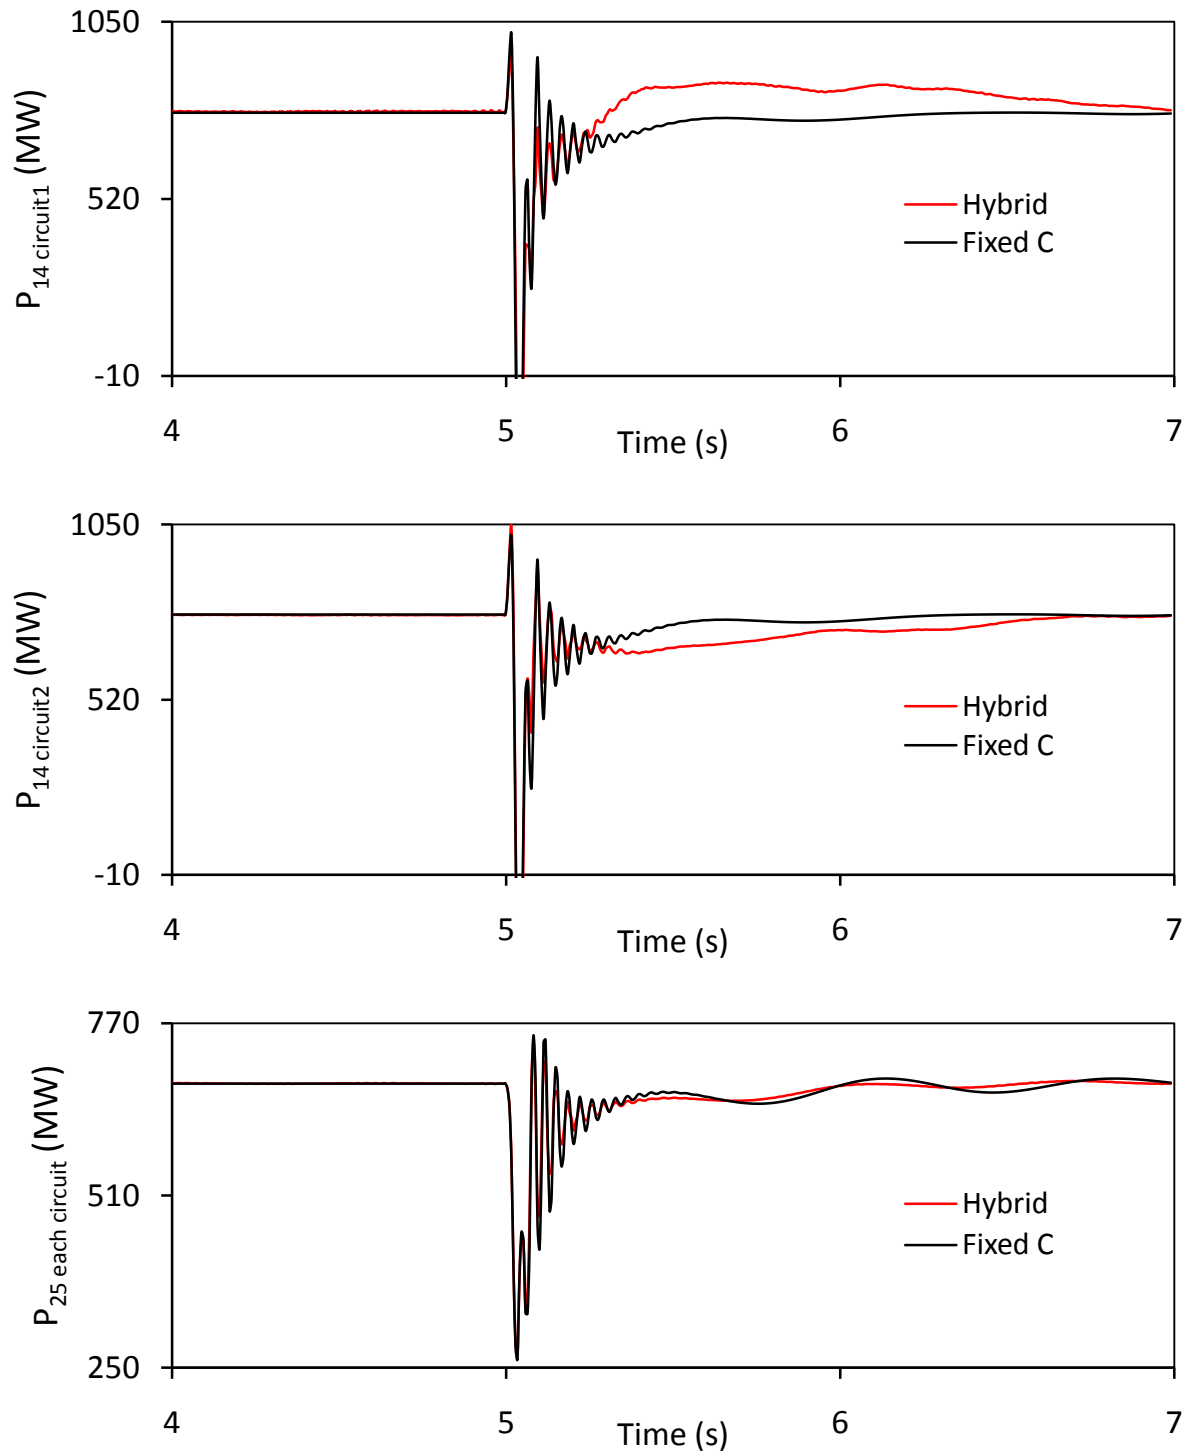 1050
520
-10
P14 circuit1 (MW)
Hybrid
Fixed C
4 5 6 7
Time (s)
1050
520
-10
P14 circuit2 (MW)
Hybrid
Fixed C
4 5 6 7
Time (s)
770
510
250
P25 each circuit (MW)
Hybrid
Fixed C
4 5 6 7
Time (s)